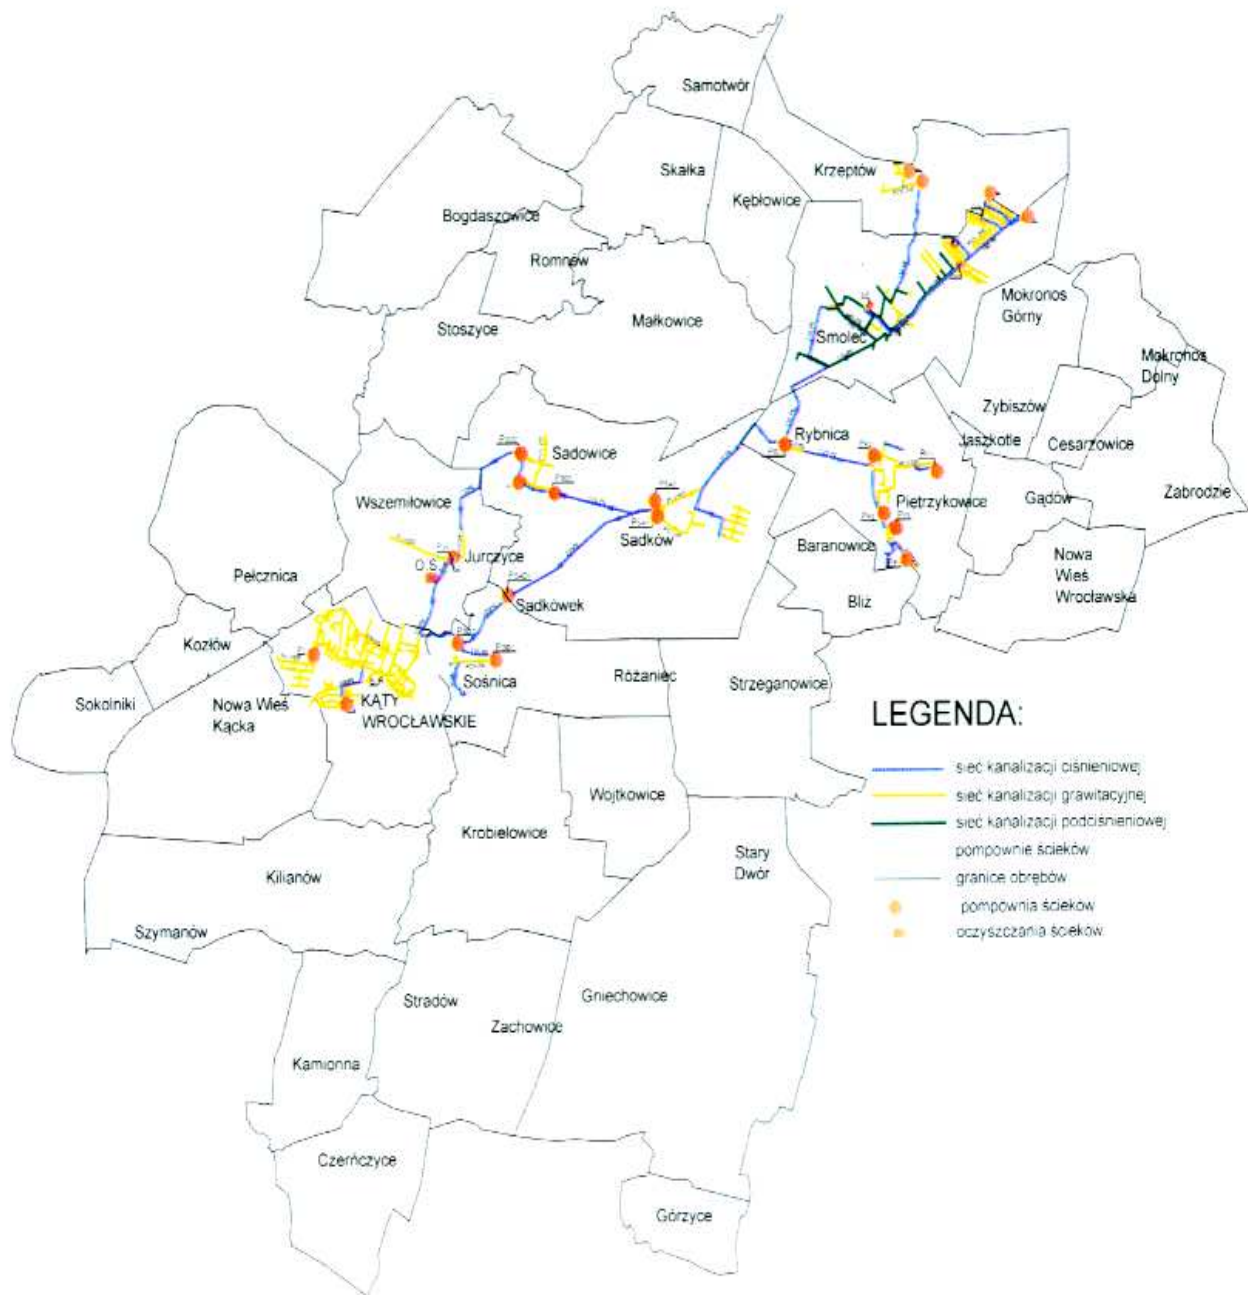 Samotwór
Skałka
Krzeptów
Kębłowice
Bogdaszowice
Romnów
Mokronos
Górny
Stoszyce
Małkowice
Smolec
Mokronos
Dolny
Zybiszów
Rybnica
Jaszkotle
Cesarzowice
Sadowice
Wszemiłowice
Pietrzykowice
Gądów
Zabrodzie
Sadków
Baranowice
Jurczyce
O.Ś.
Nowa
Wieś
Wrocławska
Pełcznica
Sadkówek
Bliż
Kozłów
Różaniec
Strzeganowice
Sośnica
Sokolniki
Nowa Wieś
Kącka
KĄTY
WROCŁAWSKIE
LEGENDA:
sieć kanalizacji ciśnieniowej
sieć kanalizacji grawitacyjnej
sieć kanalizacji podciśnieniowej
pompownie ścieków
granice obrębów
pompownia ścieków
oczyszczania ścieków
Wojtkowice
Krobielowice
Stary
Dwór
Kilianów
Szymanów
Stradów
Gniechowice
Zachowice
Kamionna
Czerńczyce
Górzyce